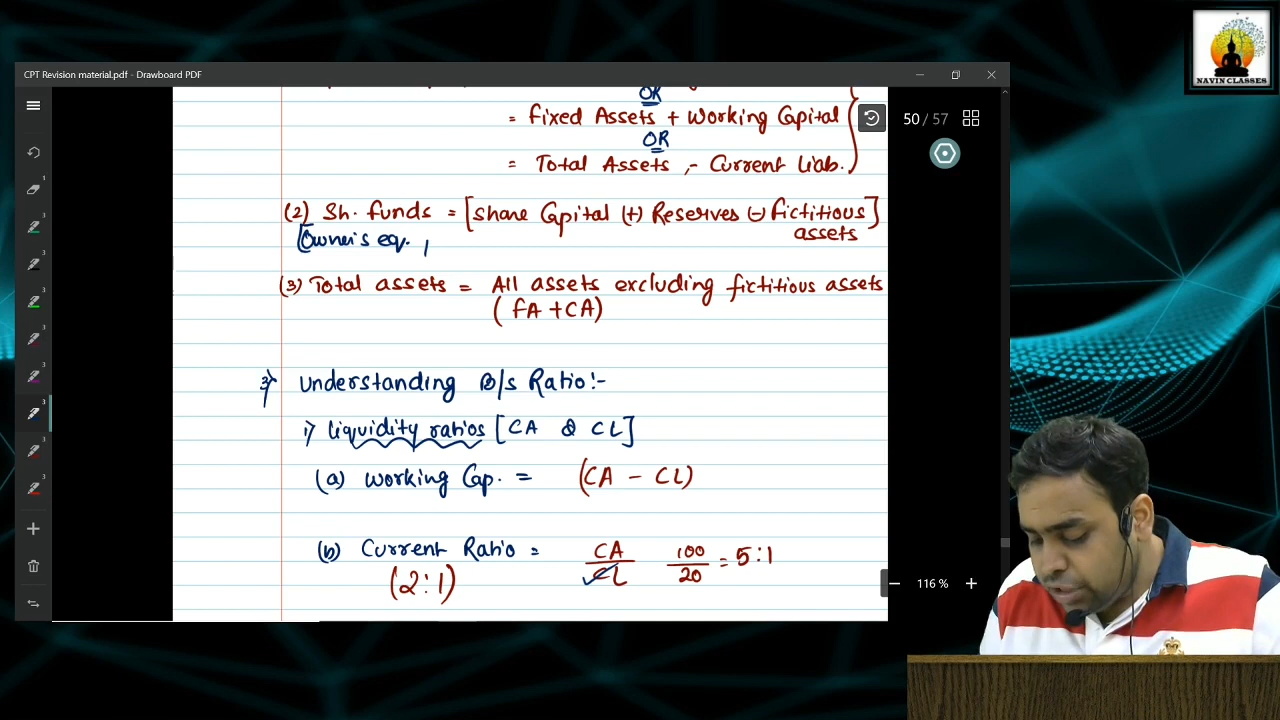 NAVIN CLASSES
CPT Revision material.pdf - Drawboard PDF
50 / 57
OR
= Fixed Assets + Working Capital
OR
= Total Assets - Current Liab.
(2) Sh. funds = [Share Capital (+) Reserves (-) Fictitious assets]
[Owner's eq.
(3) Total assets = All assets excluding fictitious assets
(FA + CA)
3) Understanding B/s Ratio:-
1) liquidity ratios [CA & CL]
(a) Working Cap. = (CA - CL)
(b) Current Ratio = CA/CL 100/20 = 5:1
(2:1)
116 %